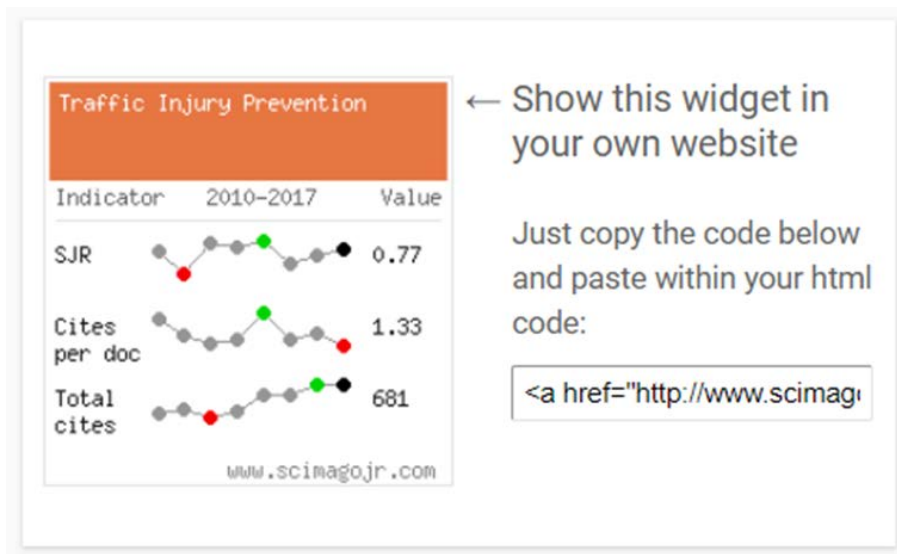 Traffic Injury Prevention
Indicator 2010-2017 Value
SJR 0.77
Cites
per doc 1.33
Total
cites 681
www.scimagojr.com
← Show this widget in
your own website
Just copy the code below
and paste within your html
code:
<a href="http://www.scimag